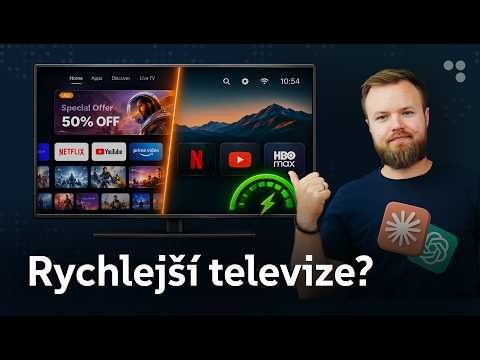 Home Apps Discover Live TV
10:54
Special Offer
50% OFF
NETFLIX
YouTube
prime video
N
HBO
max
Rychlejší televize?